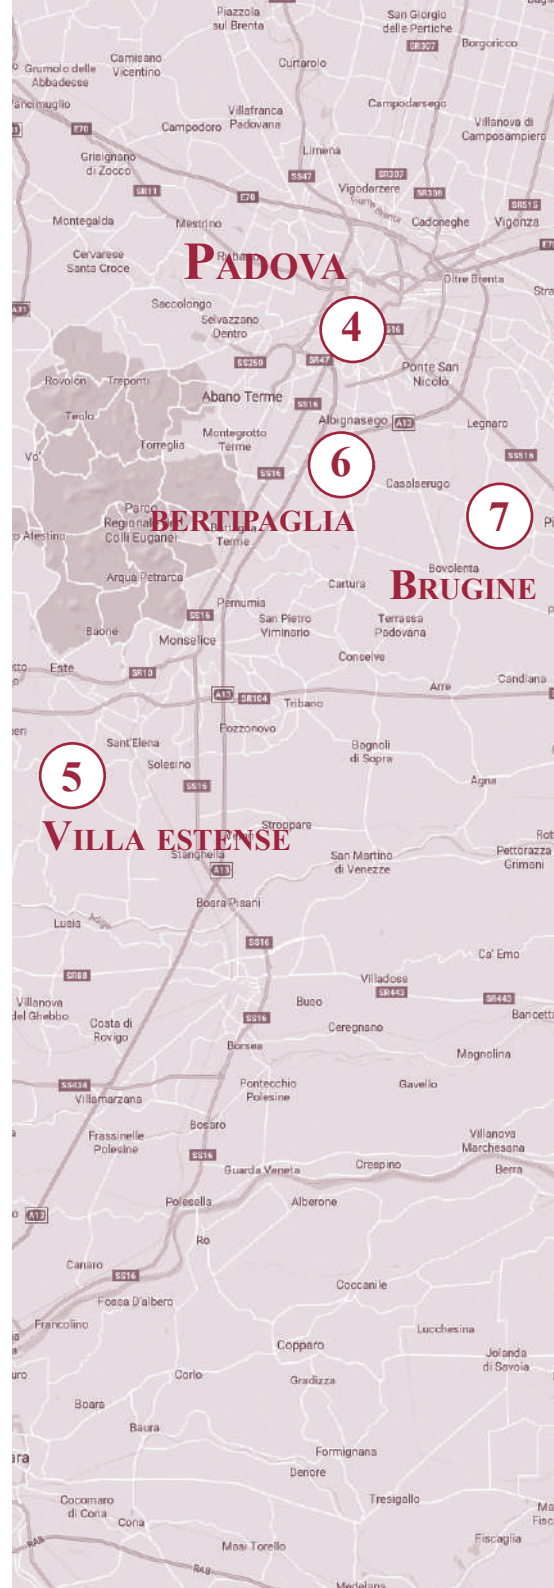 Piazzola
sul Brenta
San Giorgio
delle Pertiche
SR307
Borgoricco
Camisano
Vicentino
Curtarolo
Grumolo delle
Abbadesse
Campodarsego
Villafranca
Padovana
Villanova di
Camposampiero
E70
Campodoro
Limena
Grisignano
di Zocco
SS47
SR307
SR11
E70
Vigodarzere
SR308
SR515
Montegalda
Mestrino
Cadoneghe
Vigonza
Cervarese
Santa Croce
PADOVA
Oltre Brenta
A31
Saccolongo
4
Selvazzano
Dentro
SS250
SR47
Ponte San
Nicolò
Rovolon
Treponti
Abano Terme
SS16
Teolo
Albignasego
A13
Legnaro
Montegrotto
Terme
Torreglia
Vo'
SS516
6
SS16
Casalserugo
7
Parco
Regionale
Colli Euganei
BERTIPAGLIA
Terme
Bovolenta
Arqua Petrarca
Cartura
BRUGINE
Pernumia
SS16
San Pietro
Viminario
Terrassa
Padovana
Baone
Monselice
Conselve
Este
SR10
Candiana
Arre
A13
SR104
Tribano
Pozzonovo
Sant'Elena
Bagnoli
di Sopra
5
Solesino
SS16
Agna
Stroppare
VILLA ESTENSE
Stanghella
San Martino
di Venezze
Pettorazza
Grimani
A13
Boara Pisani
Lusia
Adige
SS16
Ca' Emo
SR88
Villadose
SR443
SR443
Villanova
del Ghebbo
Buso
SS16
Costa di
Rovigo
Ceregnano
Borsea
Magnolina
SS434
Pontecchio
Polesine
Gavello
Villamarzana
Bosaro
Frassinelle
Polesine
Villanova
Marchesana
SS16
Guarda Veneta
Crespino
Berra
Polesella
Alberone
A13
Ro
Canaro
SS16
Coccanile
Fossa D'albero
Francolino
Lucchesina
Copparo
Jolanda
di Savoia
Corlo
Gradizza
Boara
Baura
Formignana
Denore
Tresigallo
Cocomaro
di Cona
Cona
Fiscaglia
RA8
Masi Torello
RA8
Medelana